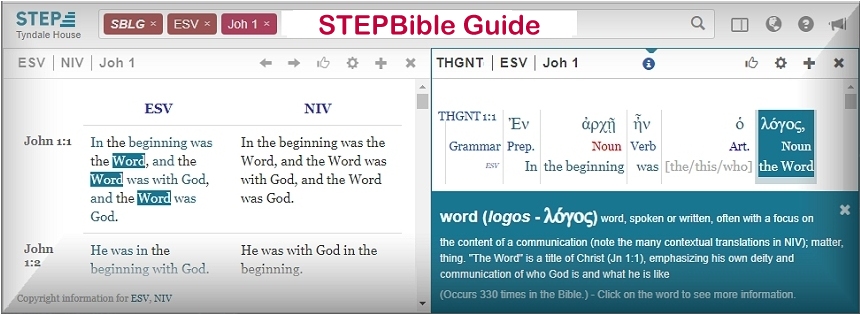 STEP
Tyndale House
SBLG × ESV × Joh 1 ×
STEPBible Guide
ESV | NIV | Joh 1
ESV NIV
John 1:1
In the beginning was
the Word, and the
Word was with God,
and the Word was
God.
In the beginning was the
Word, and the Word was
with God, and the Word
was God.
John
1:2
He was in the
beginning with God.
He was with God in the
beginning.
Copyright information for ESV, NIV
THGNT | ESV | Joh 1
THGNT 1:1 Ἐν ἀρχῇ ἦν ὁ λόγος,
Grammar Prep. Noun Verb Art. Noun
ESV In the beginning was [the/this/who] the Word
word (logos - λόγος) word, spoken or written, often with a focus on
the content of a communication (note the many contextual translations in NIV); matter,
thing. "The Word" is a title of Christ (Jn 1:1), emphasizing his own deity and
communication of who God is and what he is like
(Occurs 330 times in the Bible.) - Click on the word to see more information.